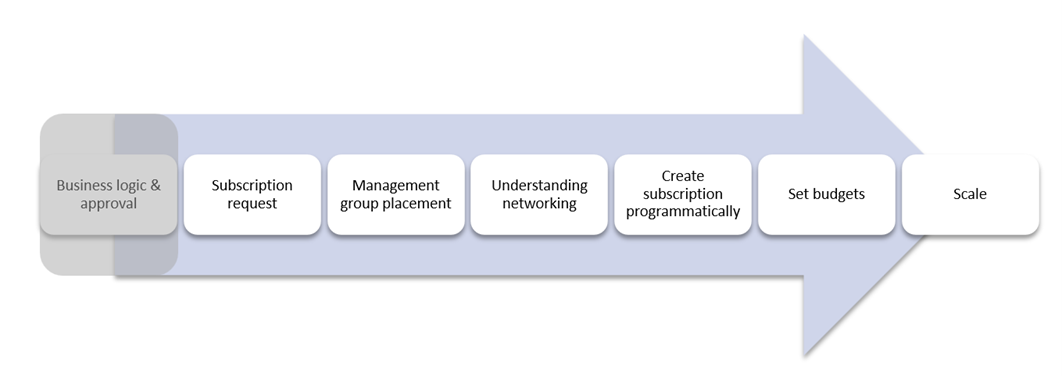 Business logic &
approval
Subscription
request
Management
group placement
Understanding
networking
Create
subscription
programmatically
Set budgets
Scale